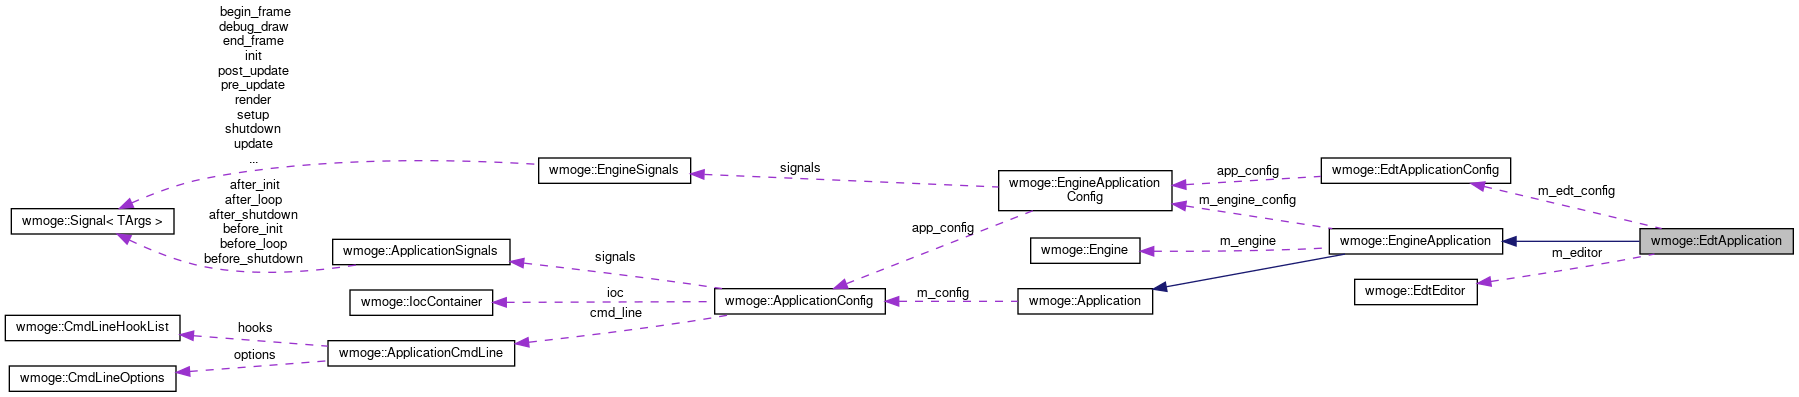 begin_frame
debug_draw
end_frame
init
post_update
pre_update
render
setup
shutdown
update
...
after_init
after_loop
after_shutdown
before_init
before_loop
before_shutdown
wmoge::Signal< TArgs >
wmoge::EngineSignals
signals
wmoge::EngineApplication
Config
app_config
wmoge::EdtApplicationConfig
m_edt_config
m_engine_config
app_config
wmoge::ApplicationSignals
signals
wmoge::Engine
m_engine
wmoge::EngineApplication
wmoge::EdtApplication
m_editor
wmoge::EdtEditor
wmoge::IocContainer
ioc
wmoge::ApplicationConfig
m_config
wmoge::Application
cmd_line
wmoge::CmdLineHookList
hooks
wmoge::ApplicationCmdLine
options
wmoge::CmdLineOptions